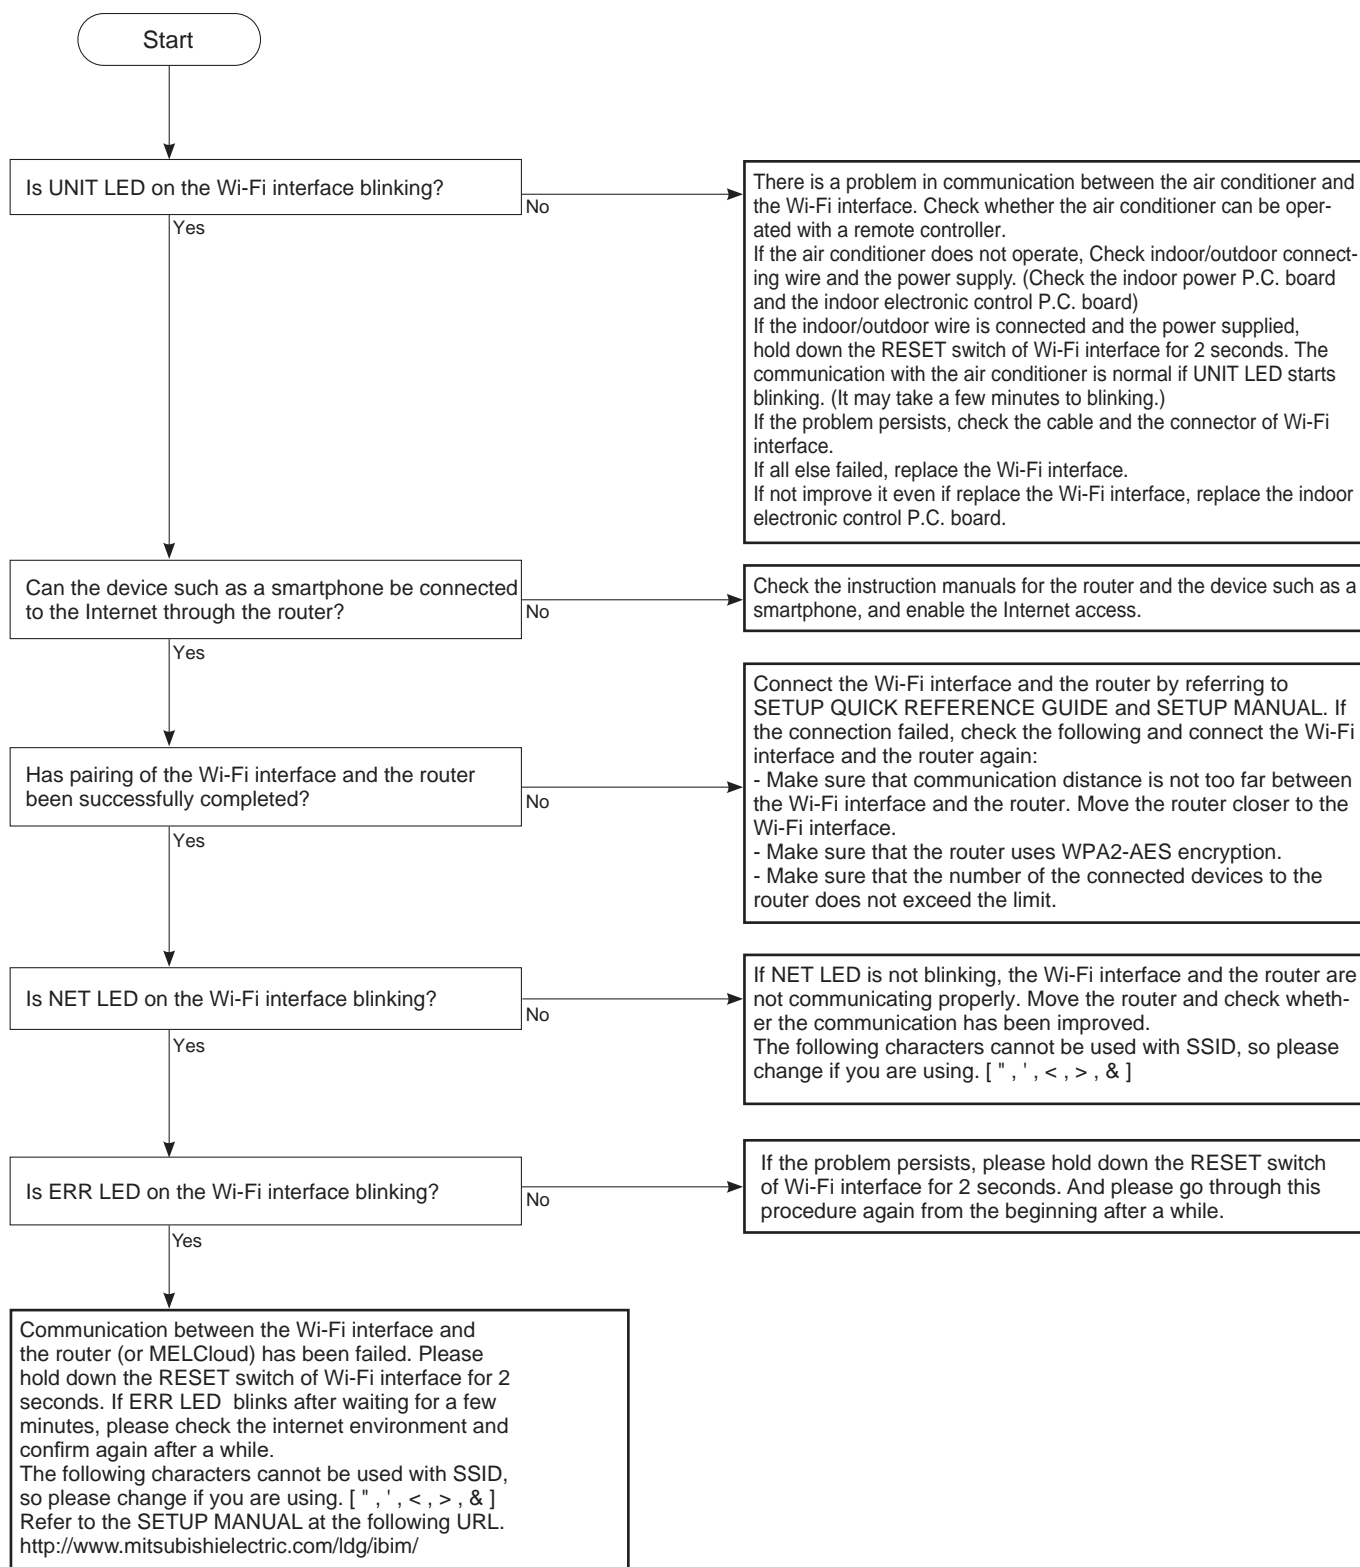 Start
Is UNIT LED on the Wi-Fi interface blinking?
No
Yes
There is a problem in communication between the air conditioner and
the Wi-Fi interface. Check whether the air conditioner can be oper-
ated with a remote controller.
If the air conditioner does not operate, Check indoor/outdoor connect-
ing wire and the power supply. (Check the indoor power P.C. board
and the indoor electronic control P.C. board)
If the indoor/outdoor wire is connected and the power supplied,
hold down the RESET switch of Wi-Fi interface for 2 seconds. The
communication with the air conditioner is normal if UNIT LED starts
blinking. (It may take a few minutes to blinking.)
If the problem persists, check the cable and the connector of Wi-Fi
interface.
If all else failed, replace the Wi-Fi interface.
If not improve it even if replace the Wi-Fi interface, replace the indoor
electronic control P.C. board.
Can the device such as a smartphone be connected
to the Internet through the router?
No
Yes
Check the instruction manuals for the router and the device such as a
smartphone, and enable the Internet access.
Has pairing of the Wi-Fi interface and the router
been successfully completed?
No
Yes
Connect the Wi-Fi interface and the router by referring to
SETUP QUICK REFERENCE GUIDE and SETUP MANUAL. If
the connection failed, check the following and connect the Wi-Fi
interface and the router again:
- Make sure that communication distance is not too far between
the Wi-Fi interface and the router. Move the router closer to the
Wi-Fi interface.
- Make sure that the router uses WPA2-AES encryption.
- Make sure that the number of the connected devices to the
router does not exceed the limit.
Is NET LED on the Wi-Fi interface blinking?
No
Yes
If NET LED is not blinking, the Wi-Fi interface and the router are
not communicating properly. Move the router and check wheth-
er the communication has been improved.
The following characters cannot be used with SSID, so please
change if you are using. [ " , ' , < , > , & ]
Is ERR LED on the Wi-Fi interface blinking?
No
Yes
If the problem persists, please hold down the RESET switch
of Wi-Fi interface for 2 seconds. And please go through this
procedure again from the beginning after a while.
Communication between the Wi-Fi interface and
the router (or MELCloud) has been failed. Please
hold down the RESET switch of Wi-Fi interface for 2
seconds. If ERR LED  blinks after waiting for a few
minutes, please check the internet environment and
confirm again after a while.
The following characters cannot be used with SSID,
so please change if you are using. [ " , ' , < , > , & ]
Refer to the SETUP MANUAL at the following URL.
http://www.mitsubishielectric.com/ldg/ibim/